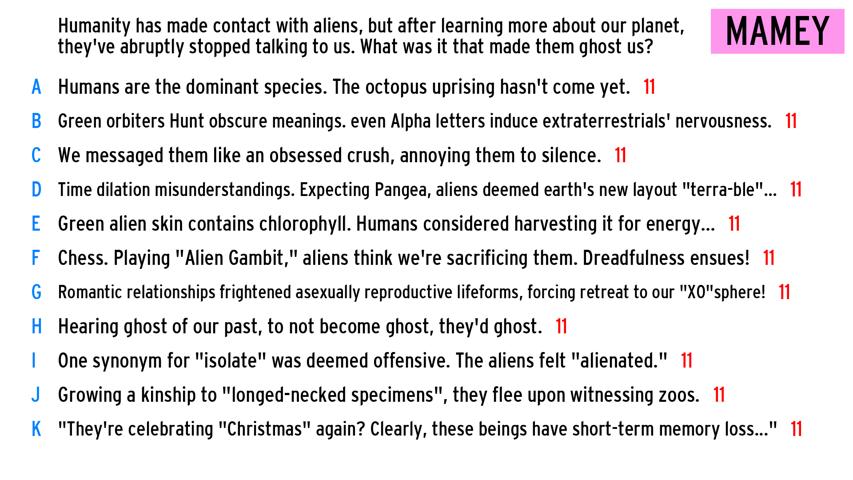 Humanity has made contact with aliens, but after learning more about our planet,
they've abruptly stopped talking to us. What was it that made them ghost us?
MAMEY
A Humans are the dominant species. The octopus uprising hasn't come yet. 11
B Green orbiters Hunt obscure meanings. even Alpha letters induce extraterrestrials' nervousness. 11
C We messaged them like an obsessed crush, annoying them to silence. 11
D Time dilation misunderstandings. Expecting Pangea, aliens deemed earth's new layout "terra-ble"... 11
E Green alien skin contains chlorophyll. Humans considered harvesting it for energy... 11
F Chess. Playing "Alien Gambit," aliens think we're sacrificing them. Dreadfulness ensues! 11
G Romantic relationships frightened asexually reproductive lifeforms, forcing retreat to our "XO"sphere! 11
H Hearing ghost of our past, to not become ghost, they'd ghost. 11
I One synonym for "isolate" was deemed offensive. The aliens felt "alienated." 11
J Growing a kinship to "longed-necked specimens", they flee upon witnessing zoos. 11
K "They're celebrating "Christmas" again? Clearly, these beings have short-term memory loss..." 11